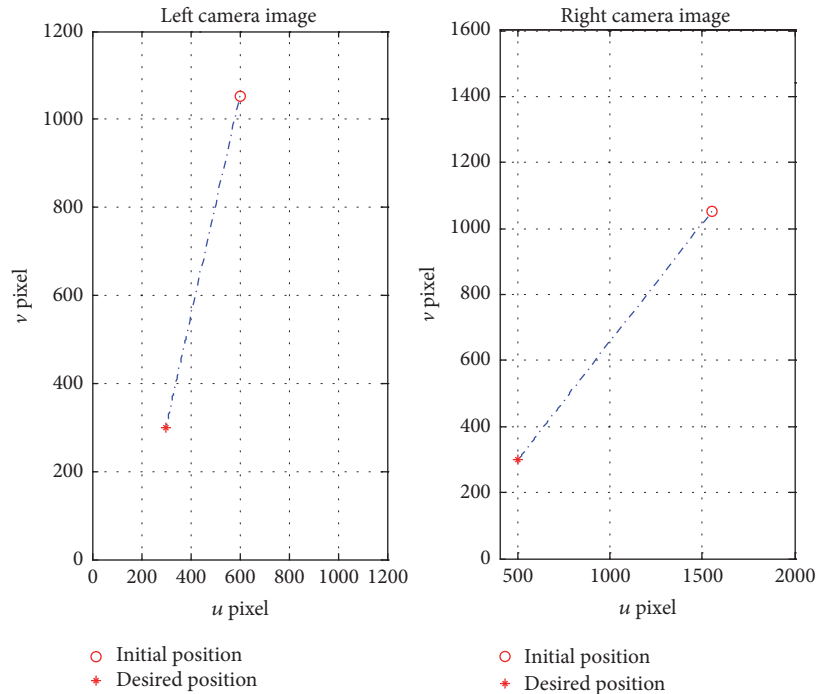 Left camera image
1200
1000
800
600
400
200
0
0 200 400 600 800 1000 1200
v pixel
u pixel
Initial position
Desired position
Right camera image
1600
1400
1200
1000
800
600
400
200
0
500 1000 1500 2000
v pixel
u pixel
Initial position
Desired position